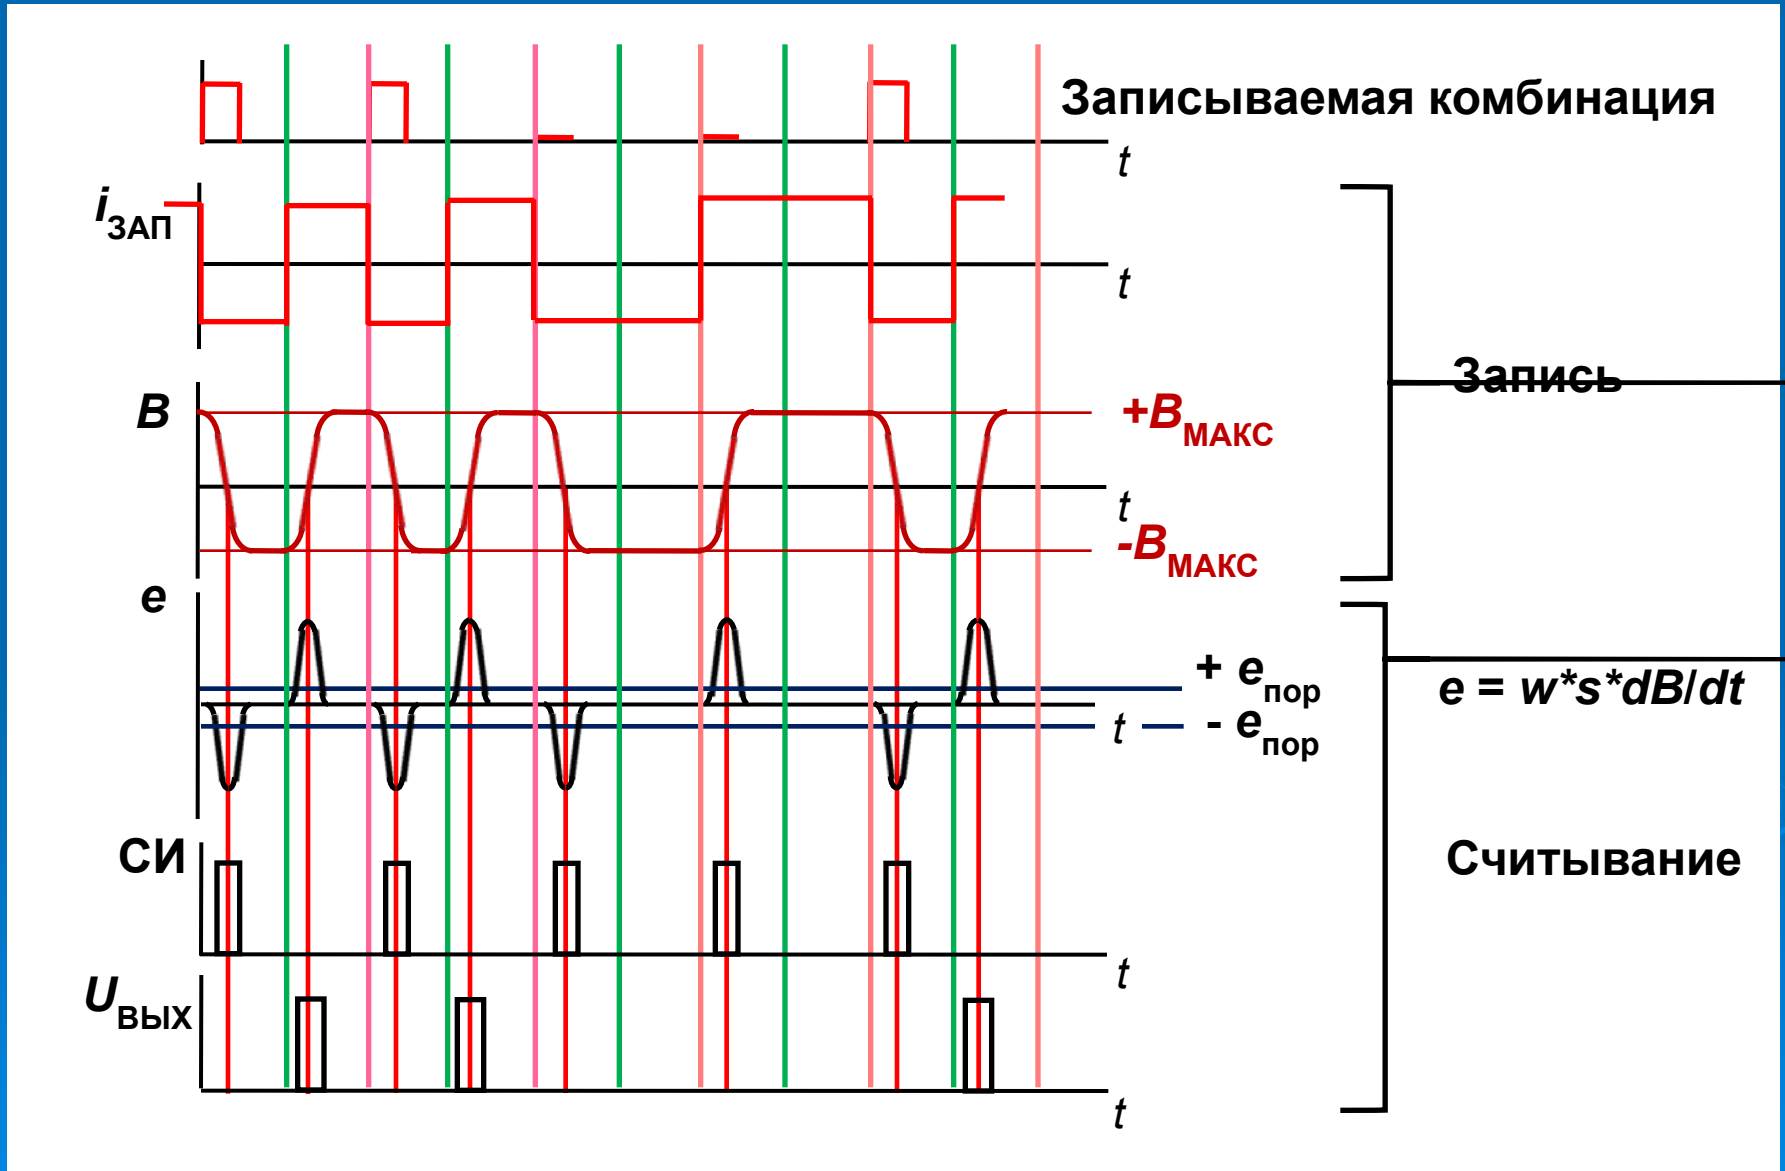 Записываемая комбинация
t
iЗАП
t
Запись
B
+BМАКС
t
-BМАКС
e
+ eпор
e = w*s*dB/dt
t
- eпор
СИ
Считывание
t
UВЫХ
t